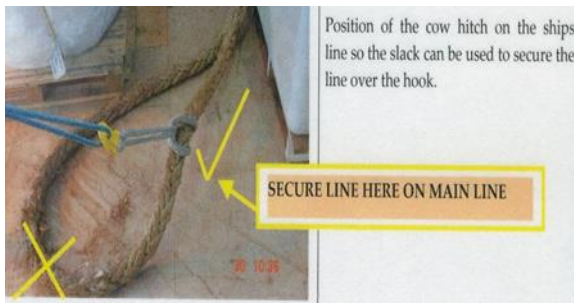 Position of the cow hitch on the ships
line so the slack can be used to secure the
line over the hook.
SECURE LINE HERE ON MAIN LINE